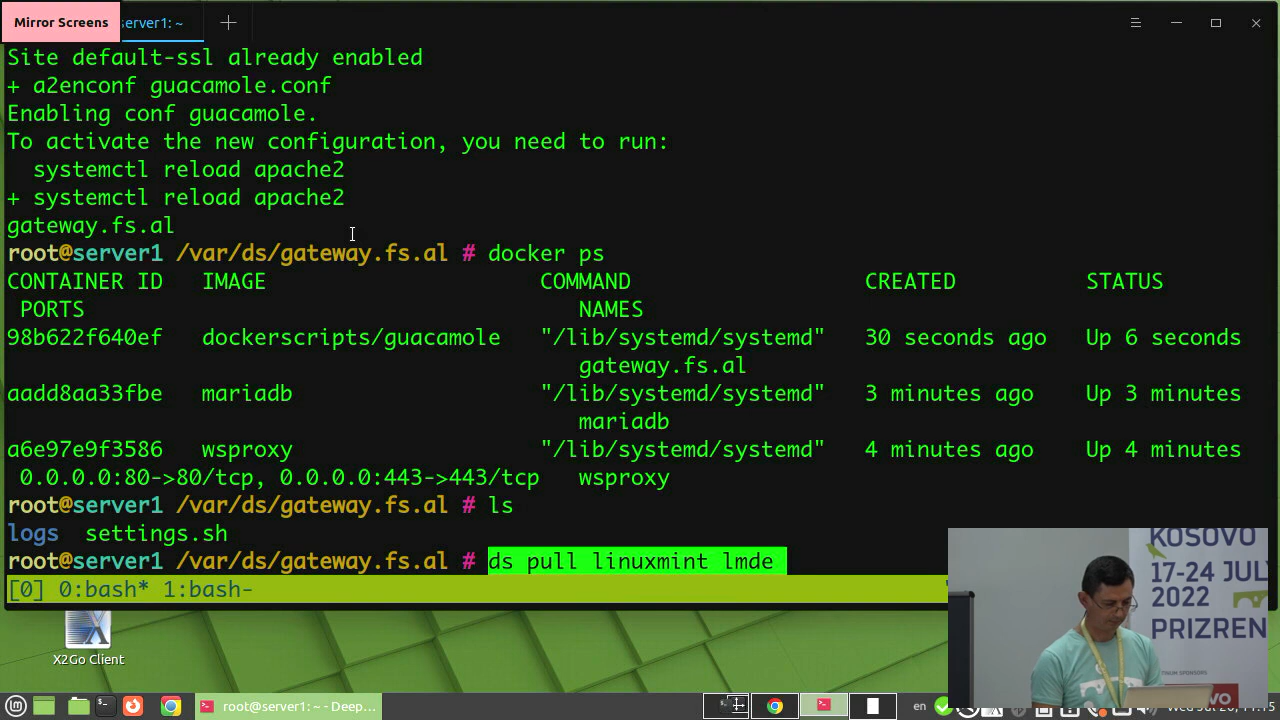 Mirror Screens
server1: ~
Site default-ssl already enabled
+ a2enconf guacamole.conf
Enabling conf guacamole.
To activate the new configuration, you need to run:
  systemctl reload apache2
+ systemctl reload apache2
gateway.fs.al
root@server1 /var/ds/gateway.fs.al # docker ps
CONTAINER ID   IMAGE   COMMAND   CREATED   STATUS
 PORTS   NAMES
98b622f640ef   dockerscripts/guacamole   "/lib/systemd/systemd"   30 seconds ago   Up 6 seconds
gateway.fs.al
aadd8aa33fbe   mariadb   "/lib/systemd/systemd"   3 minutes ago   Up 3 minutes
mariadb
a6e97e9f3586   wsproxy   "/lib/systemd/systemd"   4 minutes ago   Up 4 minutes
 0.0.0.0:80->80/tcp, 0.0.0.0:443->443/tcp   wsproxy
root@server1 /var/ds/gateway.fs.al # ls
logs  settings.sh
root@server1 /var/ds/gateway.fs.al # ds pull linuxmint lmde
[0] 0:bash* 1:bash-
KOSOVO
17-24 JUL
2022
PRIZREN
X2Go Client
root@server1: ~ - Deep...
en